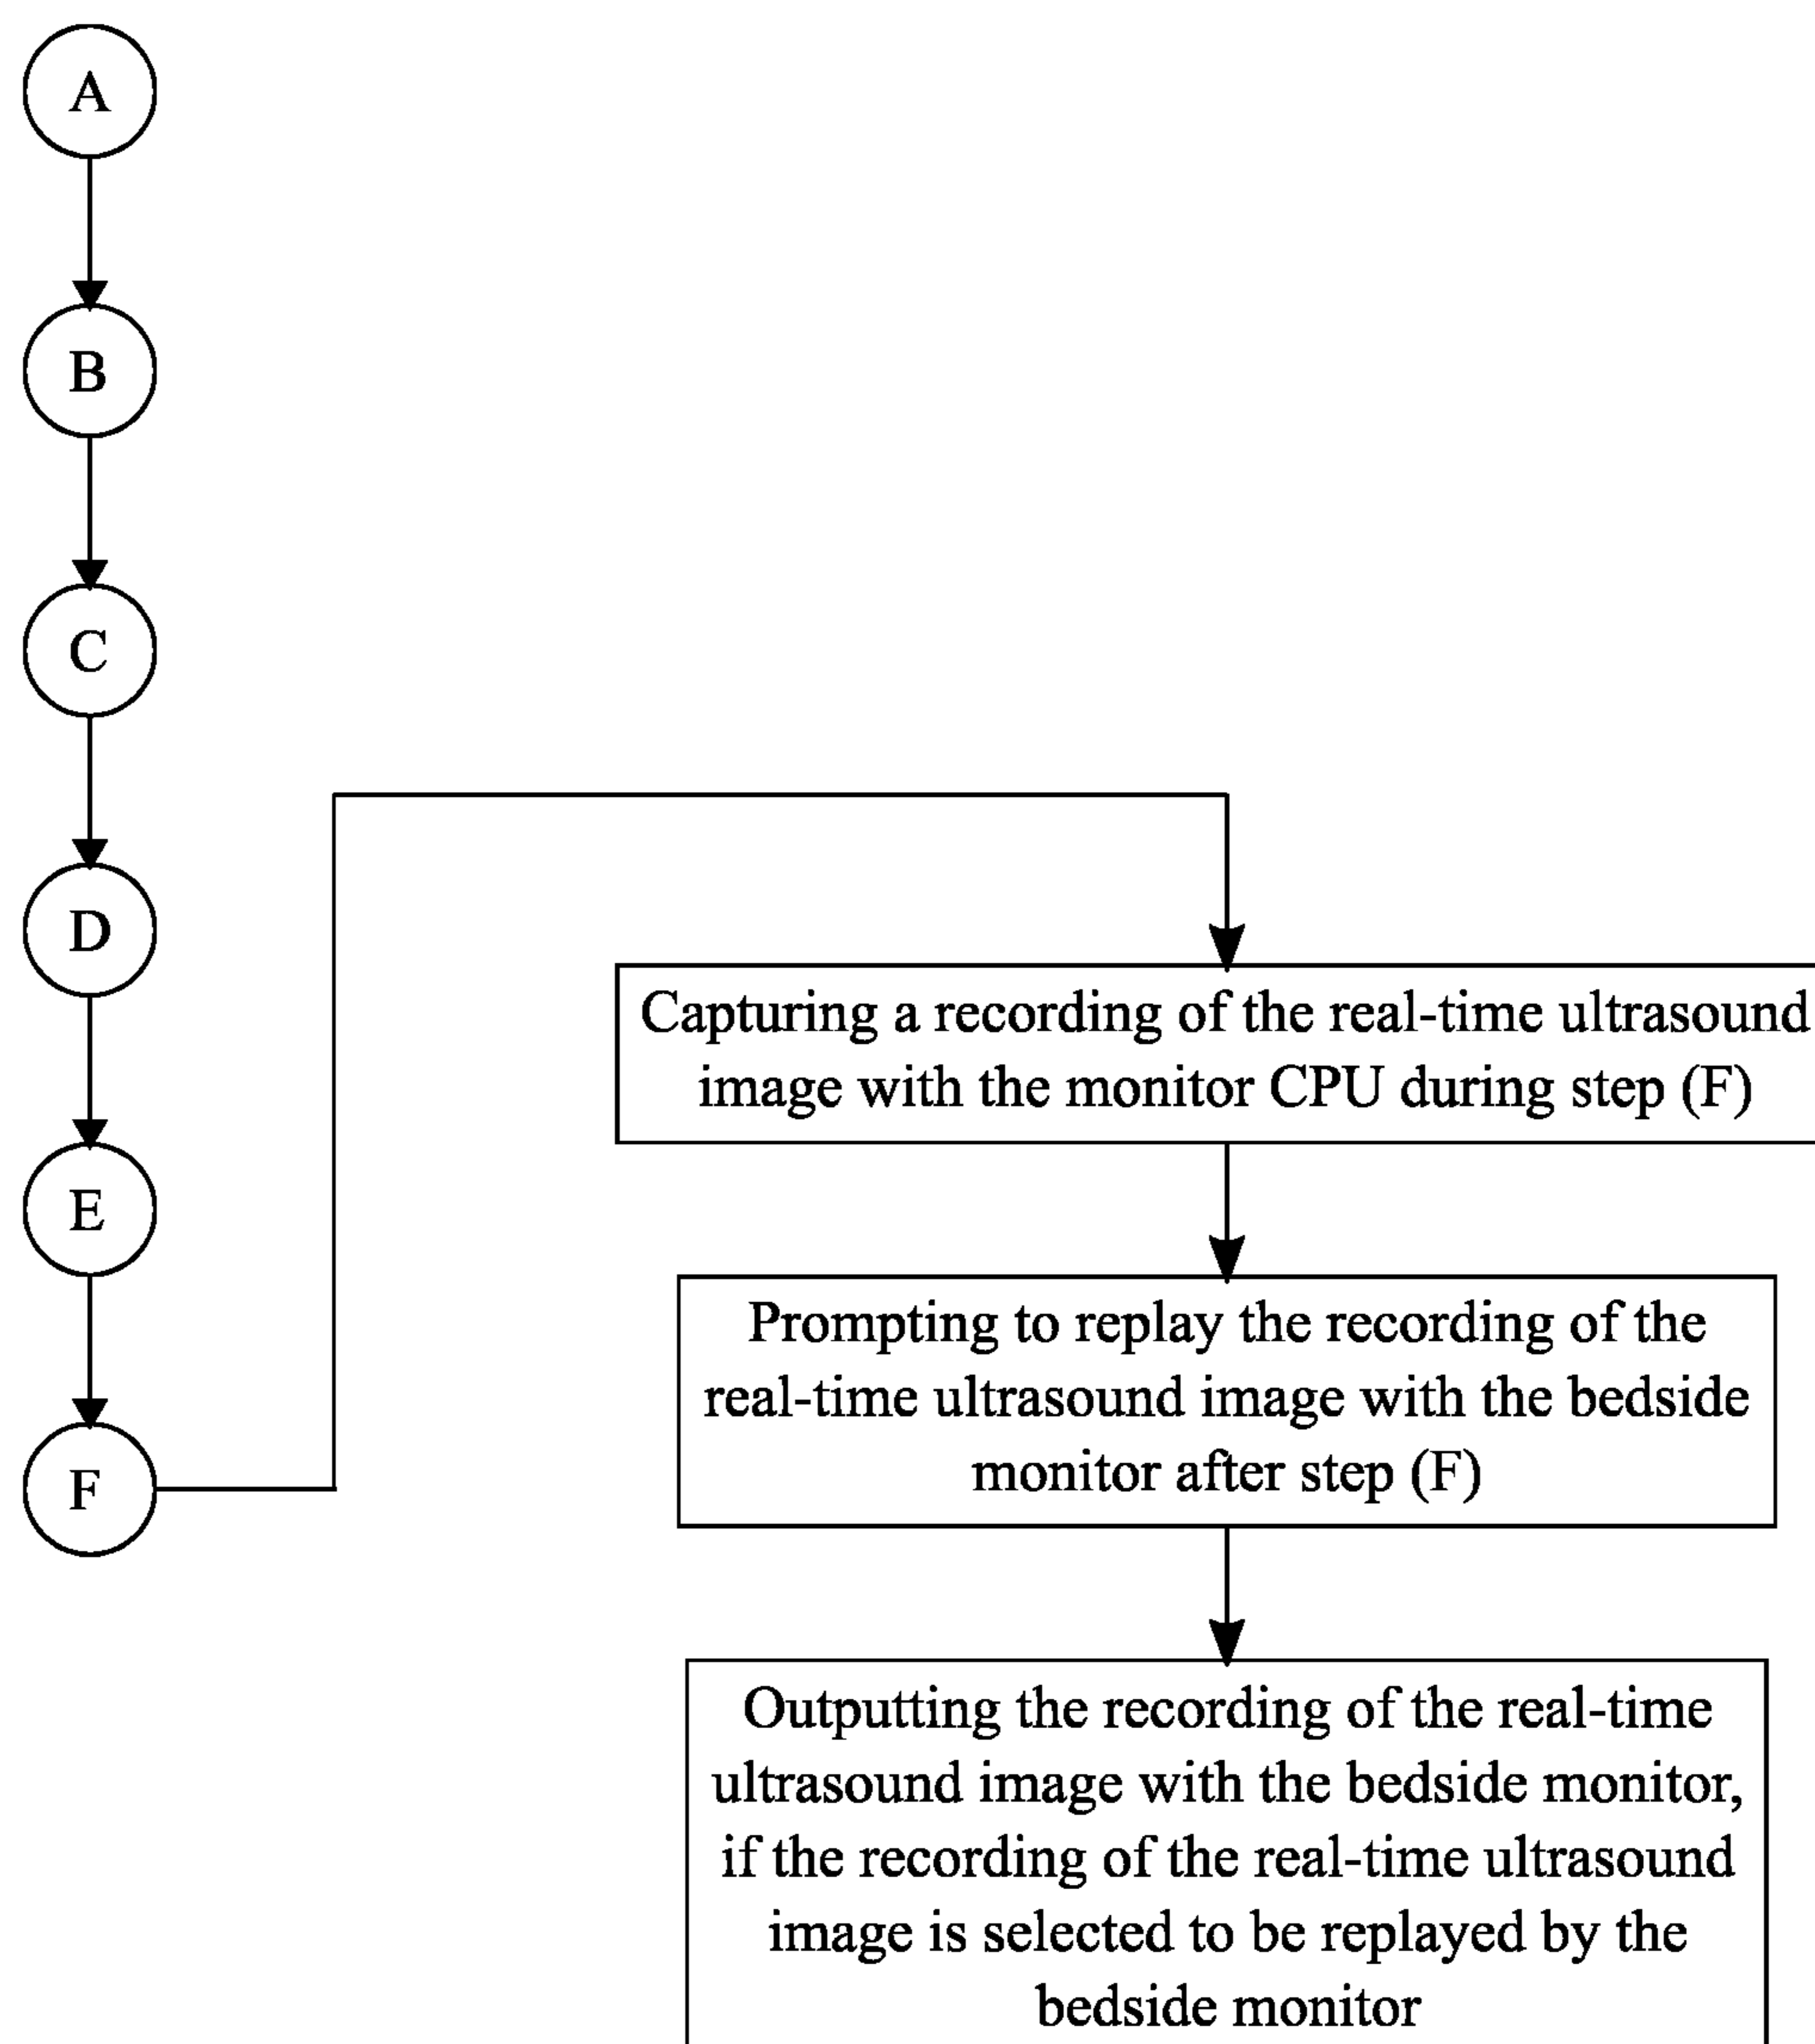 A
B
C
D
E
F
Capturing a recording of the real-time ultrasound
image with the monitor CPU during step (F)
Prompting to replay the recording of the
real-time ultrasound image with the bedside
monitor after step (F)
Outputting the recording of the real-time
ultrasound image with the bedside monitor,
if the recording of the real-time ultrasound
image is selected to be replayed by the
bedside monitor